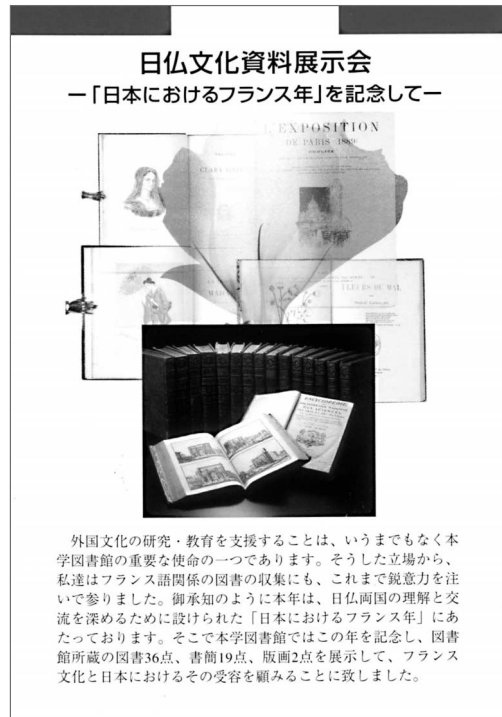 日仏文化資料展示会
ー「日本におけるフランス年」を記念してー
L'EXPOSITION
DE PARIS 1889
FLEURS DU MAL
ENCYCLOPEDIE
外国文化の研究・教育を支援することは、いうまでもなく本
学図書館の重要な使命の一つであります。そうした立場から、
私達はフランス語関係の図書の収集にも、これまで鋭意力を注
いで参りました。御承知のように本年は、日仏両国の理解と交
流を深めるために設けられた「日本におけるフランス年」にあ
たっております。そこで本学図書館ではこの年を記念し、図書
館所蔵の図書36点、書簡19点、版画2点を展示して、フランス
文化と日本におけるその受容を顧みることに致しました。